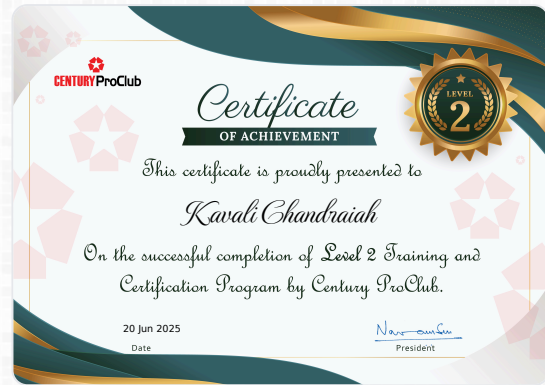 CENTURY ProClub
Certificate
OF ACHIEVEMENT
LEVEL
2
This certificate is proudly presented to
Kavali Chandraiah
On the successful completion of Level 2 Training and
Certification Program by Century ProClub.
20 Jun 2025
Date
President